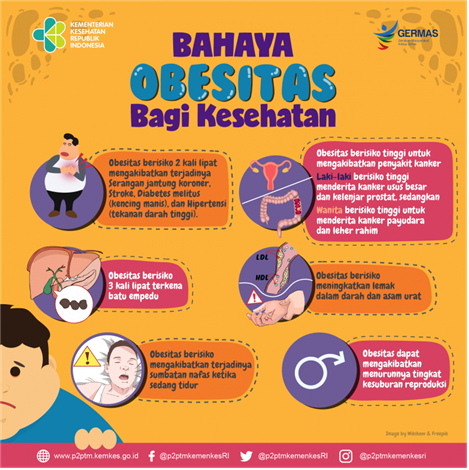 KEMENTERIAN
KESEHATAN
REPUBLIK
INDONESIA
GERMAS
BAHAYA
OBESITAS
Bagi Kesehatan
Obesitas berisiko 2 kali lipat
mengakibatkan terjadinya
Serangan jantung koroner,
Stroke, Diabetes melitus
(kencing manis), dan Hipertensi
(tekanan darah tinggi).
Obesitas berisiko tinggi untuk
mengakibatkan penyakit kanker
Laki-laki berisiko tinggi
menderita kanker usus besar
dan kelenjar prostat, sedangkan
Wanita berisiko tinggi untuk
menderita kanker payudara
dan leher rahim
Obesitas berisiko
3 kali lipat terkena
batu empedu
LDL
HDL
Obesitas berisiko
meningkatkan lemak
dalam darah dan asam urat
Obesitas berisiko
mengakibatkan terjadinya
sumbatan nafas ketika
sedang tidur
Obesitas dapat
mengakibatkan
menurunnya tingkat
kesuburan reproduksi
Design by Webteam & Freepik
www.p2ptm.kemkes.go.id
@p2ptmkemenkesRI
@p2ptmkemenkesRI
@p2ptmkemenkesri